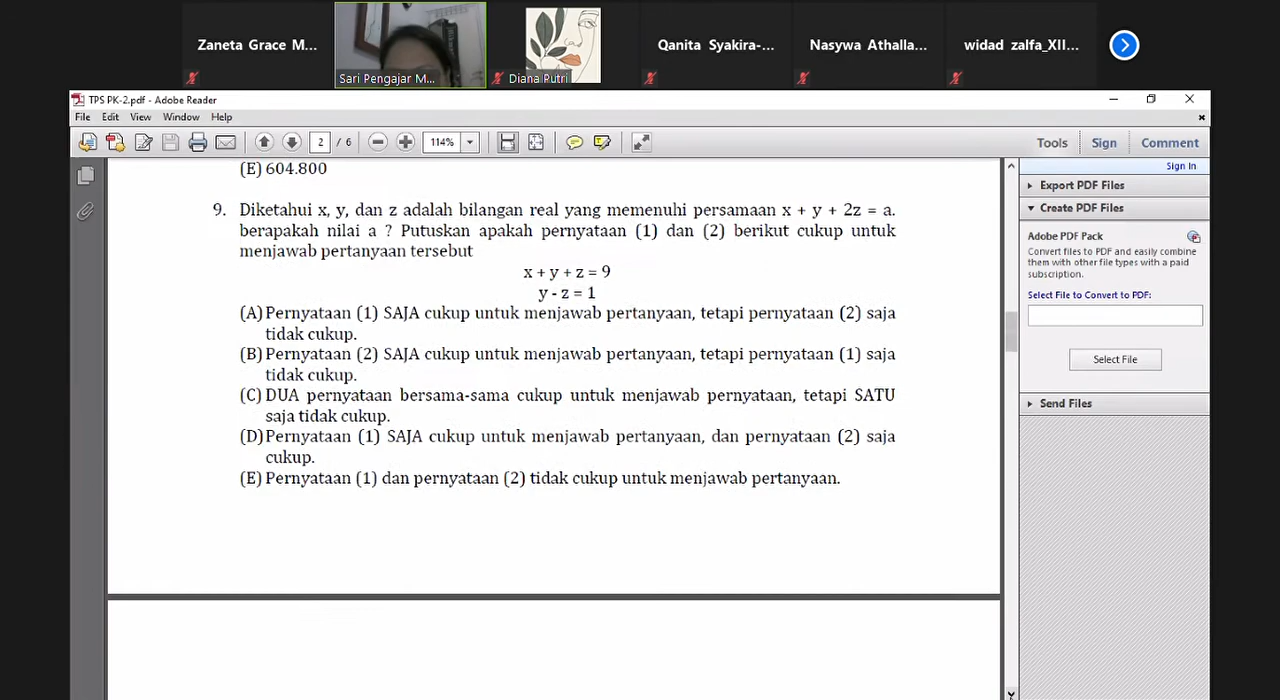 Zaneta Grace M...
Sari Pengajar M...
Diana Putri
Qanita Syakira-...
Nasywa Athalla...
widad zalfa_XII...
TPS PK-2.pdf - Adobe Reader
File Edit View Window Help
2 / 6 114% Tools Sign Comment
Sign In
Export PDF Files
Create PDF Files
Adobe PDF Pack
Convert files to PDF and easily combine
them with other file types with a paid
subscription.
Select File to Convert to PDF:
Select File
Send Files
(E) 604.800
9. Diketahui x, y, dan z adalah bilangan real yang memenuhi persamaan x + y + 2z = a.
berapakah nilai a ? Putuskan apakah pernyataan (1) dan (2) berikut cukup untuk
menjawab pertanyaan tersebut
x + y + z = 9
y - z = 1
(A) Pernyataan (1) SAJA cukup untuk menjawab pertanyaan, tetapi pernyataan (2) saja
tidak cukup.
(B) Pernyataan (2) SAJA cukup untuk menjawab pertanyaan, tetapi pernyataan (1) saja
tidak cukup.
(C) DUA pernyataan bersama-sama cukup untuk menjawab pernyataan, tetapi SATU
saja tidak cukup.
(D) Pernyataan (1) SAJA cukup untuk menjawab pertanyaan, dan pernyataan (2) saja
cukup.
(E) Pernyataan (1) dan pernyataan (2) tidak cukup untuk menjawab pertanyaan.